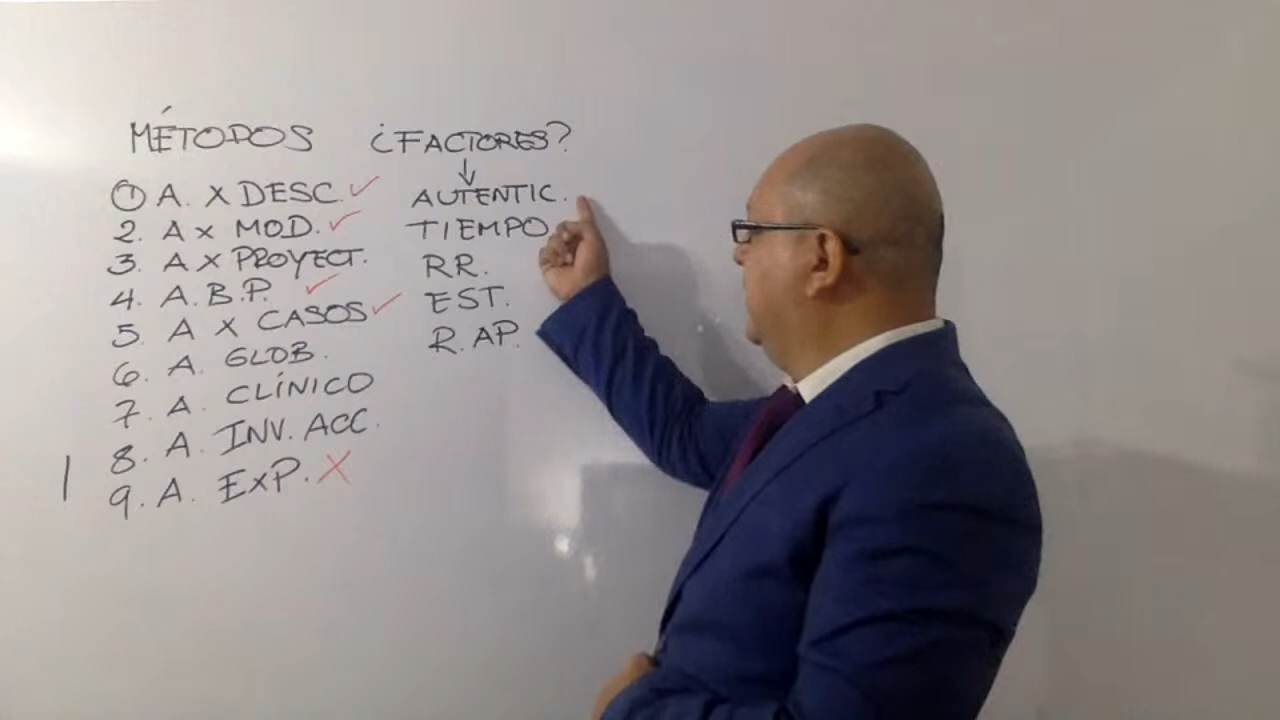 MÉTODOS
1 A. X DESC. ✓
2. A X MOD. ✓
3. A X PROYECT.
4. A.B.P. ✓
5. A X CASOS ✓
6. A. GLOB.
7. A. CLÍNICO
8. A. INV. ACC.
9. A. EXP. X
¿FACTORES?
↓
AUTENTIC.
TIEMPO
RR.
EST.
R. AP.